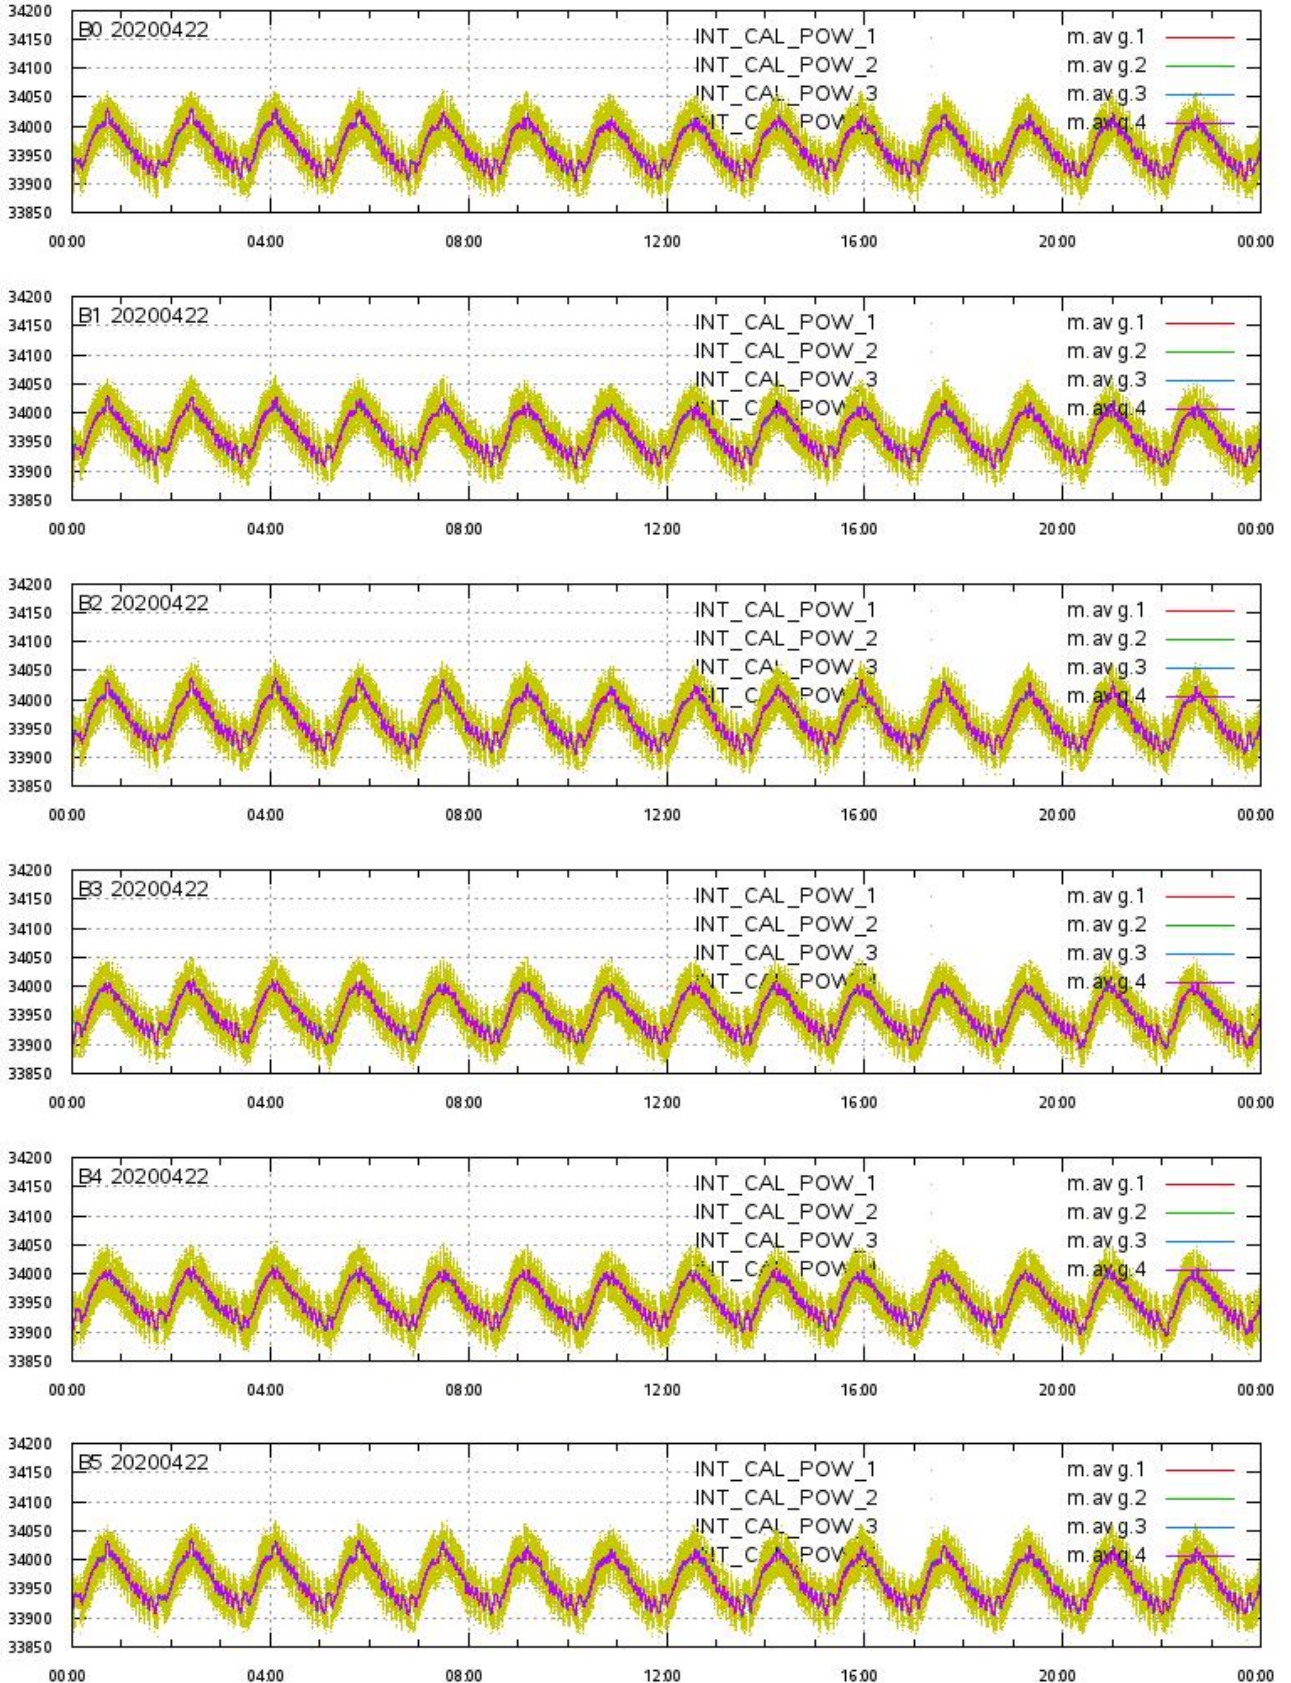 34200
B0 20200422 INT_CAL_POW_1 m.avg.1
34150
INT_CAL_POW_2 m.avg.2
34100
INT_CAL_POW_3 m.avg.3
34050
m.avg.4
34000
33950
33900
33850
00:00 04:00 08:00 12:00 16:00 20:00 00:00
34200
B1 20200422 INT_CAL_POW_1 m.avg.1
34150
INT_CAL_POW_2 m.avg.2
34100
INT_CAL_POW_3 m.avg.3
34050
m.avg.4
34000
33950
33900
33850
00:00 04:00 08:00 12:00 16:00 20:00 00:00
34200
B2 20200422 INT_CAL_POW_1 m.avg.1
34150
INT_CAL_POW_2 m.avg.2
34100
INT_CAL_POW_3 m.avg.3
34050
m.avg.4
34000
33950
33900
33850
00:00 04:00 08:00 12:00 16:00 20:00 00:00
34200
B3 20200422 INT_CAL_POW_1 m.avg.1
34150
INT_CAL_POW_2 m.avg.2
34100
INT_CAL_POW_3 m.avg.3
34050
m.avg.4
34000
33950
33900
33850
00:00 04:00 08:00 12:00 16:00 20:00 00:00
34200
B4 20200422 INT_CAL_POW_1 m.avg.1
34150
INT_CAL_POW_2 m.avg.2
34100
INT_CAL_POW_3 m.avg.3
34050
m.avg.4
34000
33950
33900
33850
00:00 04:00 08:00 12:00 16:00 20:00 00:00
34200
B5 20200422 INT_CAL_POW_1 m.avg.1
34150
INT_CAL_POW_2 m.avg.2
34100
INT_CAL_POW_3 m.avg.3
34050
m.avg.4
34000
33950
33900
33850
00:00 04:00 08:00 12:00 16:00 20:00 00:00